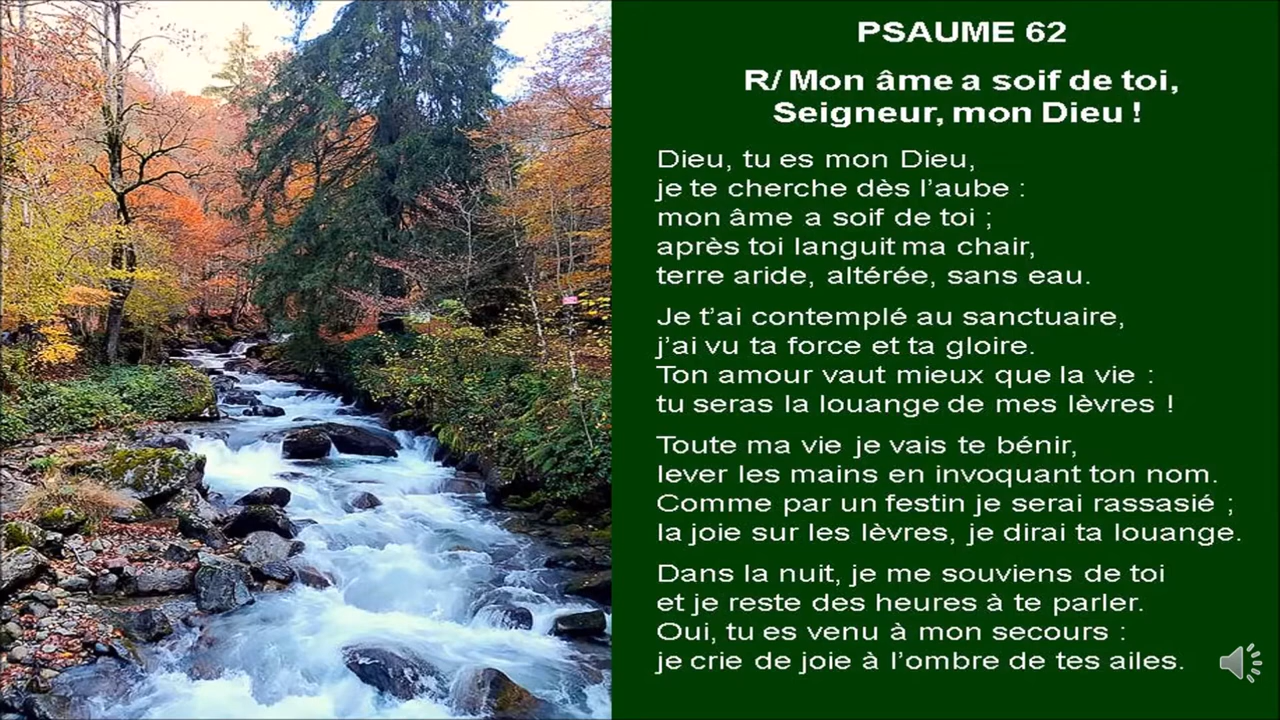 PSAUME 62
R/ Mon âme a soif de toi,
Seigneur, mon Dieu !
Dieu, tu es mon Dieu,
je te cherche dès l’aube :
mon âme a soif de toi ;
après toi languit ma chair,
terre aride, altérée, sans eau.
Je t’ai contemplé au sanctuaire,
j’ai vu ta force et ta gloire.
Ton amour vaut mieux que la vie :
tu seras la louange de mes lèvres !
Toute ma vie je vais te bénir,
lever les mains en invoquant ton nom.
Comme par un festin je serai rassasié ;
la joie sur les lèvres, je dirai ta louange.
Dans la nuit, je me souviens de toi
et je reste des heures à te parler.
Oui, tu es venu à mon secours :
je crie de joie à l’ombre de tes ailes.